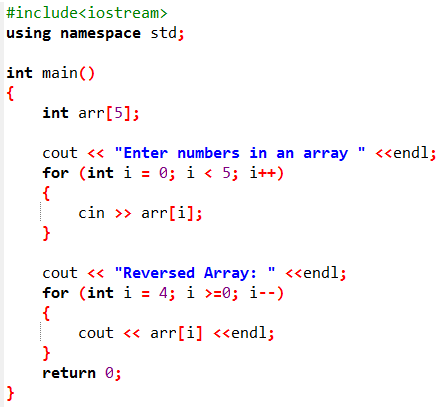 #include<iostream>
using namespace std;
int main()
{
    int arr[5];
    cout << "Enter numbers in an array " <<endl;
    for (int i = 0; i < 5; i++)
    {
        cin >> arr[i];
    }
    cout << "Reversed Array: " <<endl;
    for (int i = 4; i >=0; i--)
    {
        cout << arr[i] <<endl;
    }
    return 0;
}